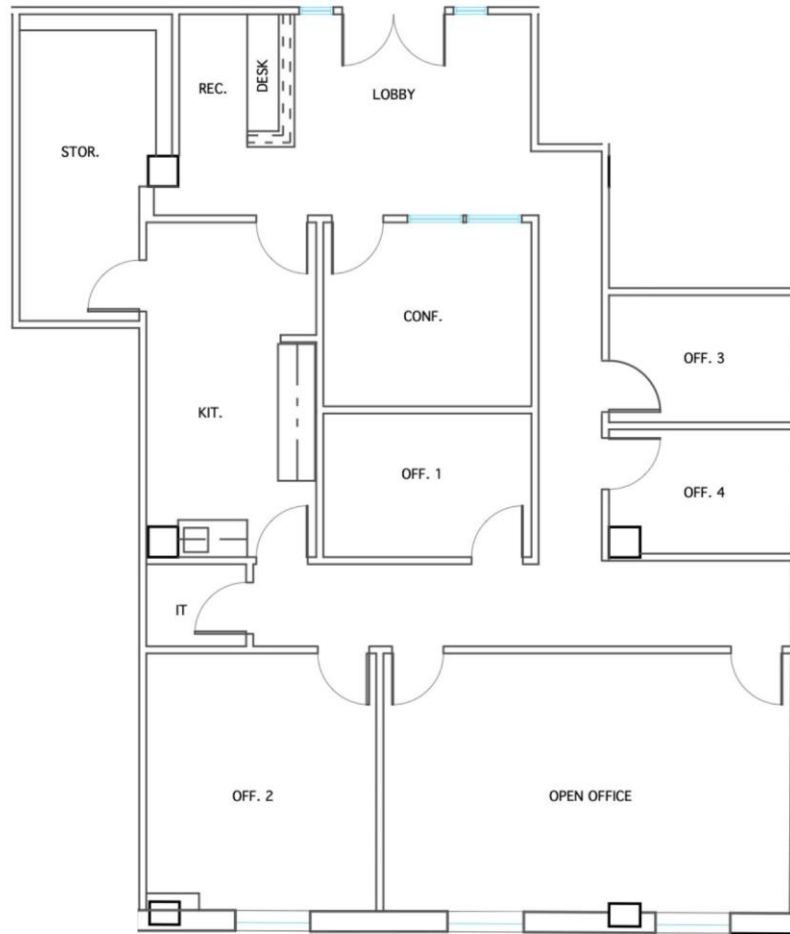 REC.
DESK
LOBBY
STOR.
CONF.
OFF. 3
KIT.
OFF. 1
OFF. 4
IT
OFF. 2
OPEN OFFICE